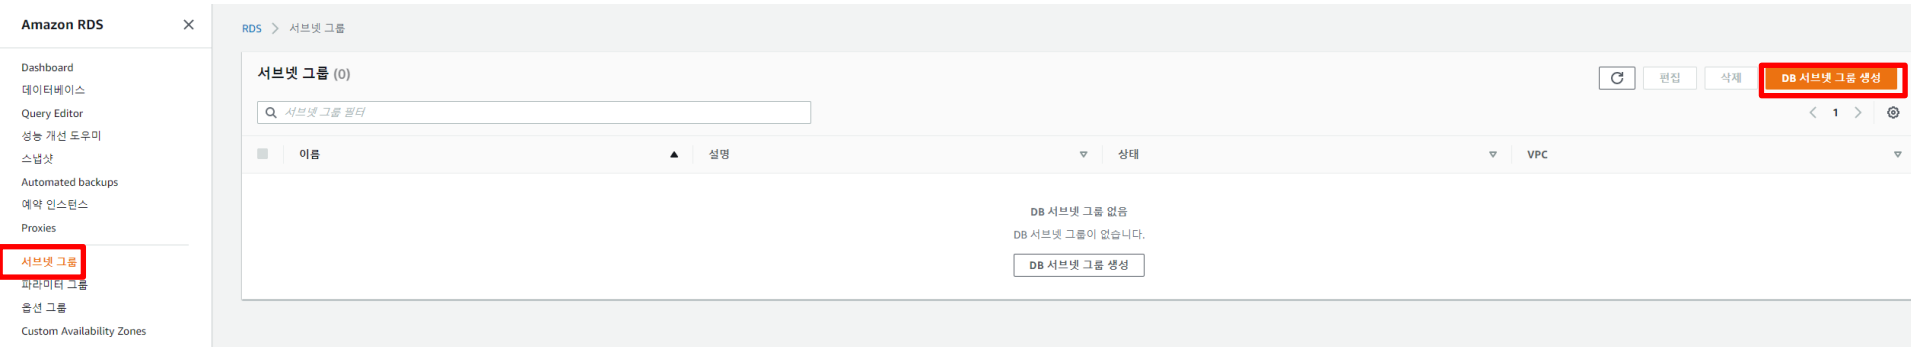 Amazon RDS
Dashboard
데이터베이스
Query Editor
성능 개선 도우미
스냅샷
Automated backups
예약 인스턴스
Proxies
서브넷 그룹
파라미터 그룹
옵션 그룹
Custom Availability Zones
RDS > 서브넷 그룹
서브넷 그룹 (0)
편집 삭제 DB 서브넷 그룹 생성
서브넷 그룹 필터
1
이름 설명 상태 VPC
DB 서브넷 그룹 없음
DB 서브넷 그룹이 없습니다.
DB 서브넷 그룹 생성